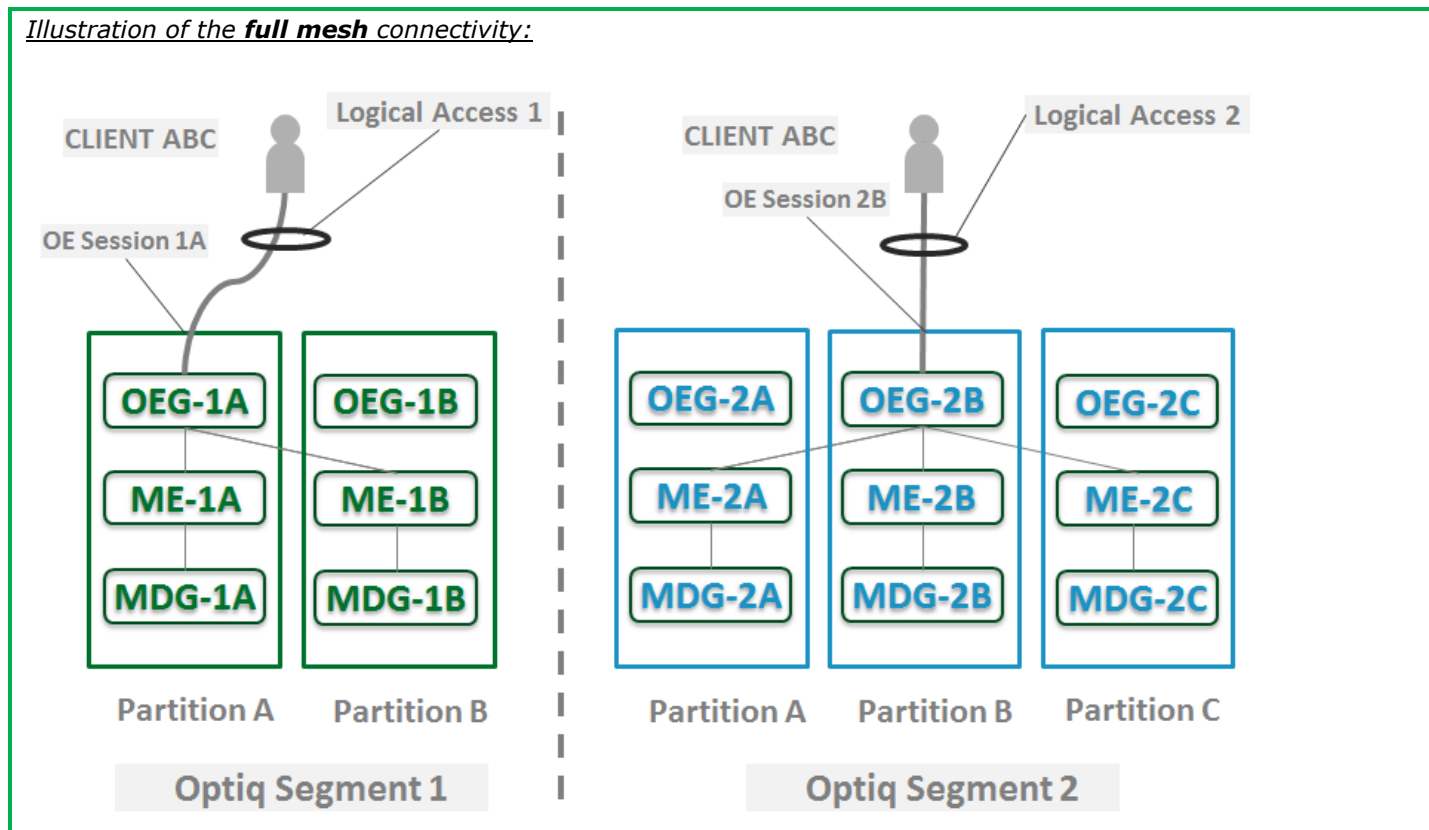 Illustration of the full mesh connectivity:
Logical Access 1
CLIENT ABC
OE Session 1A
OEG-1A
OEG-1B
ME-1A
ME-1B
MDG-1A
MDG-1B
Partition A
Partition B
Optiq Segment 1
Logical Access 2
CLIENT ABC
OE Session 2B
OEG-2A
OEG-2B
OEG-2C
ME-2A
ME-2B
ME-2C
MDG-2A
MDG-2B
MDG-2C
Partition A
Partition B
Partition C
Optiq Segment 2